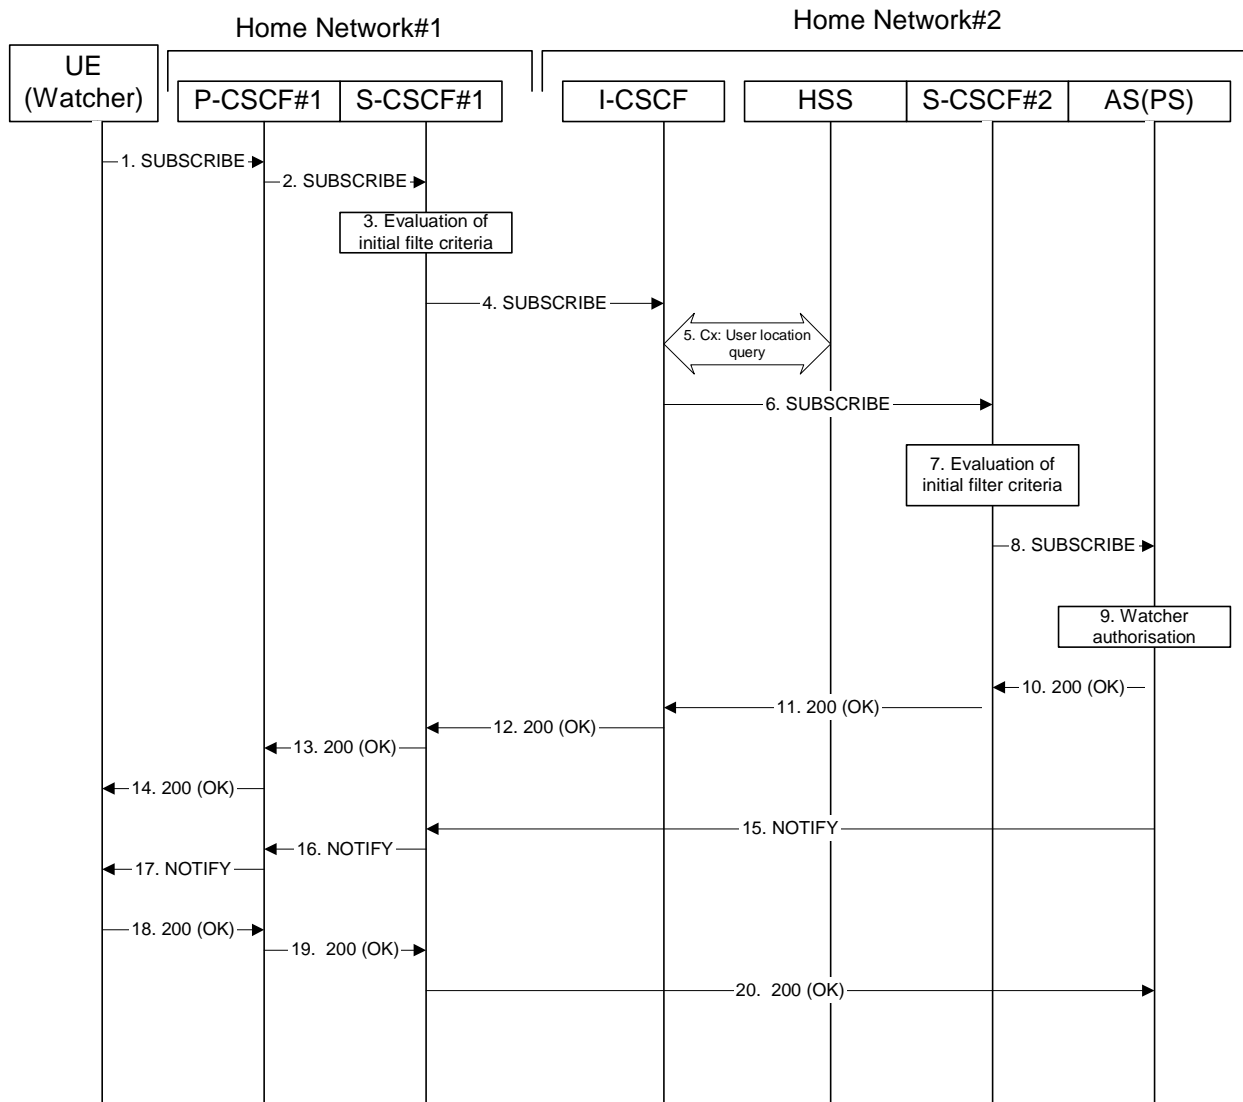 Home Network#1
Home Network#2
UE
(Watcher)
P-CSCF#1
S-CSCF#1
I-CSCF
HSS
S-CSCF#2
AS(PS)
1. SUBSCRIBE
2. SUBSCRIBE
3. Evaluation of
initial filte criteria
4. SUBSCRIBE
5. Cx: User location
query
6. SUBSCRIBE
7. Evaluation of
initial filter criteria
8. SUBSCRIBE
9. Watcher
authorisation
10. 200 (OK)
11. 200 (OK)
12. 200 (OK)
13. 200 (OK)
14. 200 (OK)
15. NOTIFY
16. NOTIFY
17. NOTIFY
18. 200 (OK)
19. 200 (OK)
20. 200 (OK)